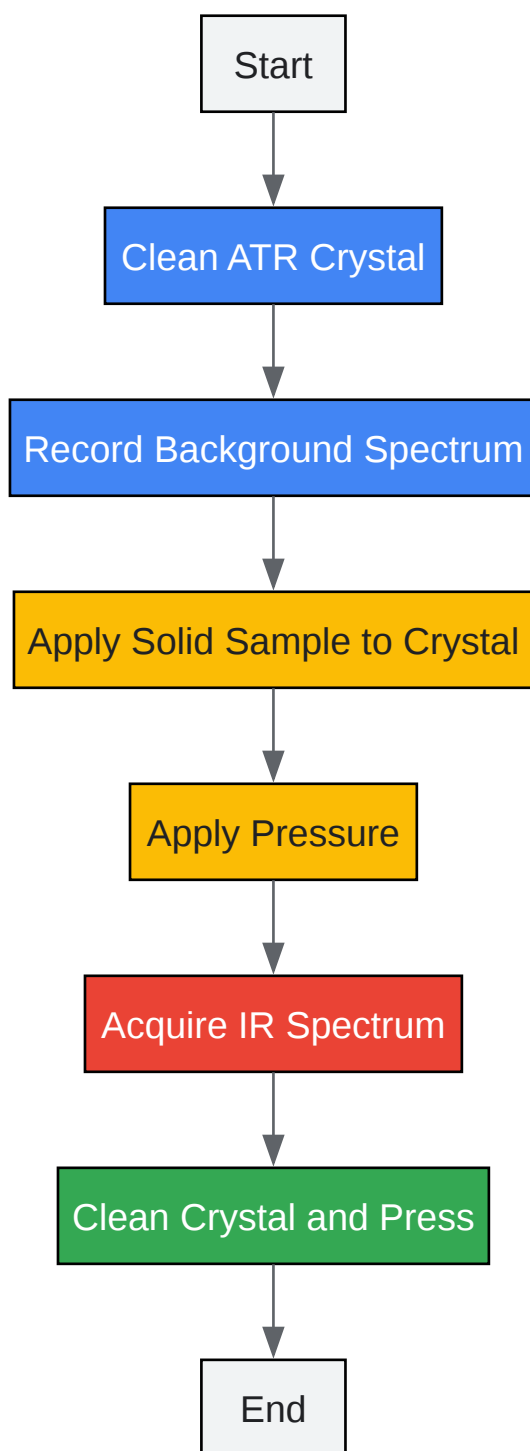 Start
Clean ATR Crystal
Record Background Spectrum
Apply Solid Sample to Crystal
Apply Pressure
Acquire IR Spectrum
Clean Crystal and Press
End